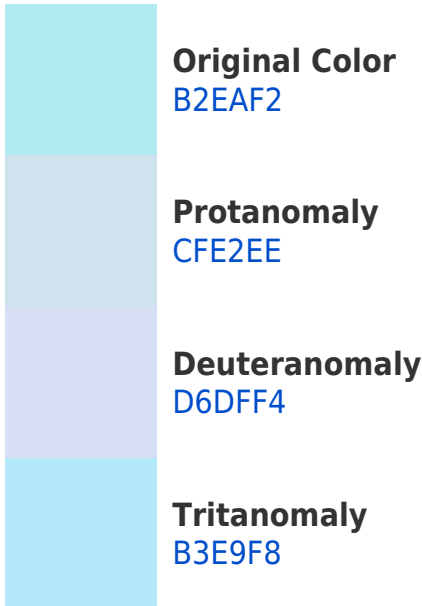 Original Color
B2EAF2
Protanomaly
CFE2EE
Deuteranomaly
D6DFF4
Tritanomaly
B3E9F8